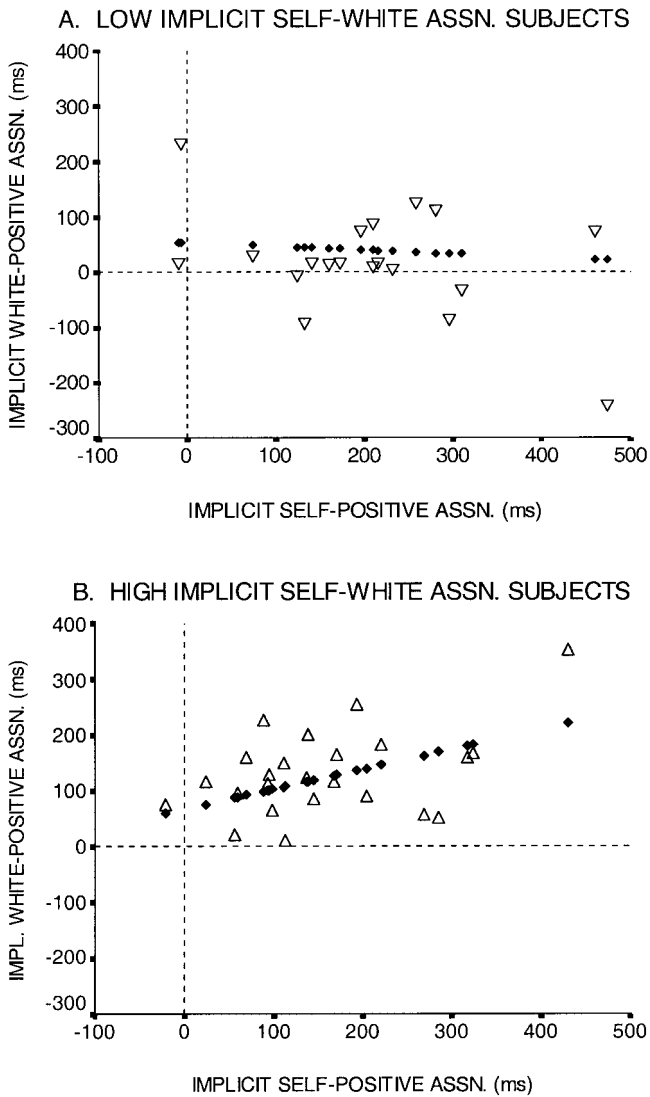 A. LOW IMPLICIT SELF-WHITE ASSN. SUBJECTS
IMPLICIT WHITE-POSITIVE ASSN. (ms)
400
300
200
100
0
-100
-200
-300
-100 0 100 200 300 400 500
IMPLICIT SELF-POSITIVE ASSN. (ms)
B. HIGH IMPLICIT SELF-WHITE ASSN. SUBJECTS
IMPL. WHITE-POSITIVE ASSN. (ms)
400
300
200
100
0
-100
-200
-300
-100 0 100 200 300 400 500
IMPLICIT SELF-POSITIVE ASSN. (ms)